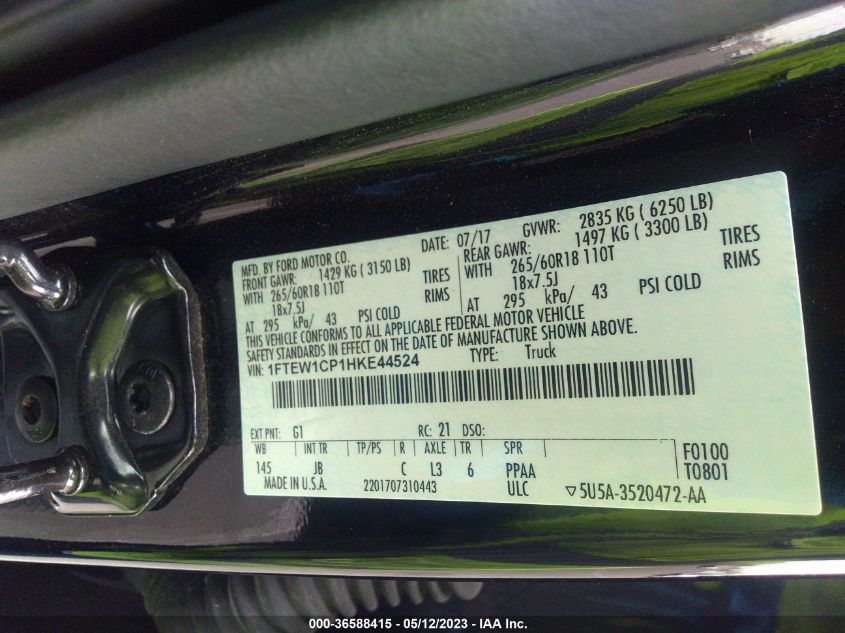 MFD. BY FORD MOTOR CO. DATE: 07/17 GVWR: 2835 KG ( 6250 LB)
FRONT GAWR: 1429 KG ( 3150 LB) REAR GAWR: 1497 KG ( 3300 LB)
WITH 265/60R18 110T TIRES WITH 265/60R18 110T TIRES
18x7.5J RIMS 18x7.5J RIMS
AT 295 kPa/ 43 PSI COLD AT 295 kPa/ 43 PSI COLD
THIS VEHICLE CONFORMS TO ALL APPLICABLE FEDERAL MOTOR VEHICLE
SAFETY STANDARDS IN EFFECT ON THE DATE OF MANUFACTURE SHOWN ABOVE.
VIN: 1FTEW1CP1HKE44524 TYPE: Truck
EXT PNT: G1 RC: 21 DSO:
WB INT TR TP/PS R AXLE TR SPR F0100
145 JB C L3 6 PPAA T0801
MADE IN U.S.A. 2201707310443 ULC ▽5U5A-3520472-AA
000-36588415 - 05/12/2023 - IAA Inc.